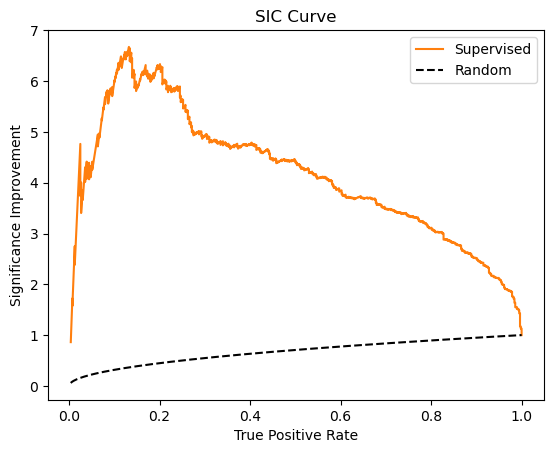 SIC Curve
Supervised
Random
Significance Improvement
7
6
5
4
3
2
1
0
0.0 0.2 0.4 0.6 0.8 1.0
True Positive Rate